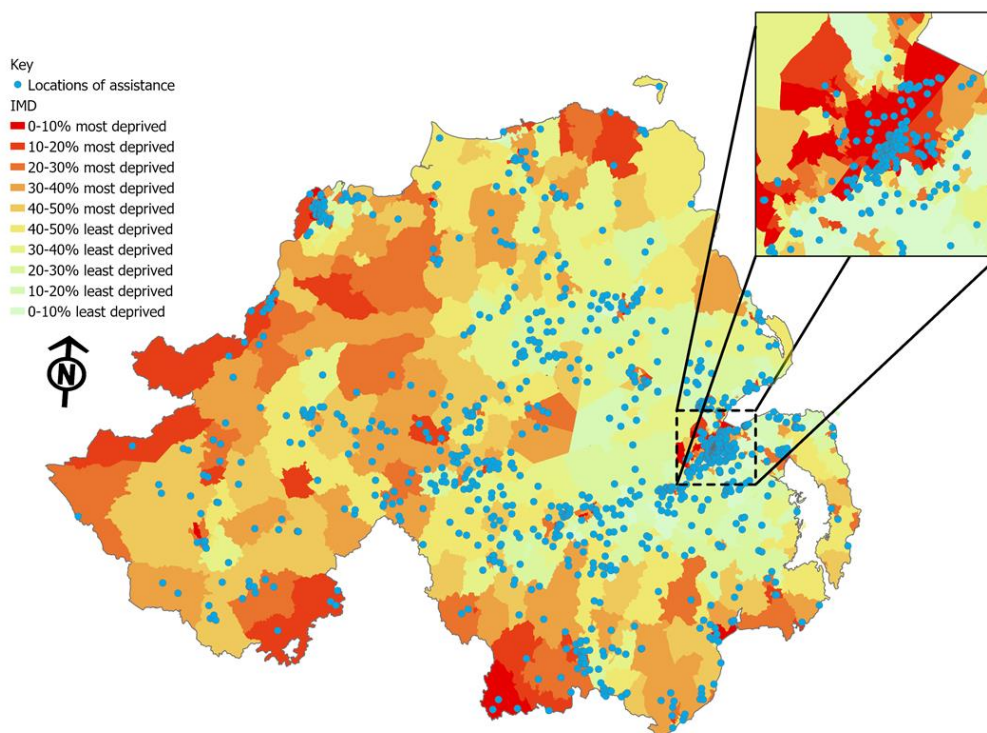 Key
Locations of assistance
IMD
0-10% most deprived
10-20% most deprived
20-30% most deprived
30-40% most deprived
40-50% most deprived
40-50% least deprived
30-40% least deprived
20-30% least deprived
10-20% least deprived
0-10% least deprived
N